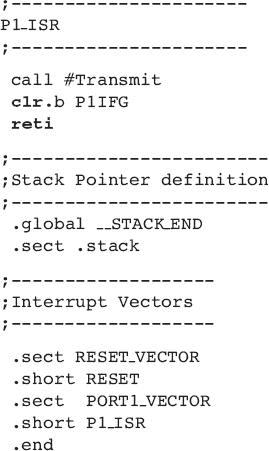 ;----------------------
P1_ISR
;----------------------
call #Transmit
clr.b P1IFG
reti
;------------------------
;Stack Pointer definition
;------------------------
.global __STACK_END
.sect .stack
;-------------------
;Interrupt Vectors
;-------------------
.sect RESET_VECTOR
.short RESET
.sect  PORT1_VECTOR
.short P1_ISR
.end